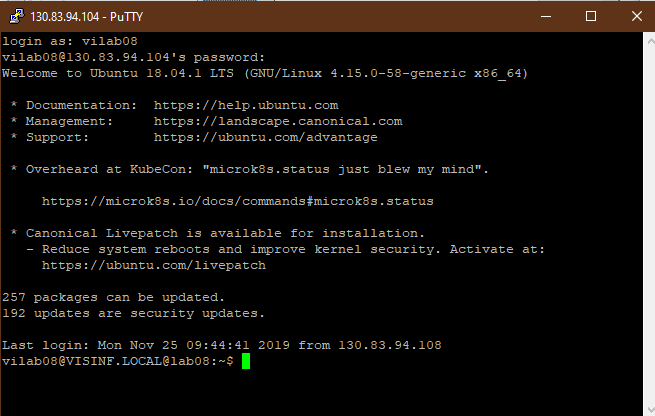 130.83.94.104 - PuTTY
login as: vilab08
vilab08@130.83.94.104's password:
Welcome to Ubuntu 18.04.1 LTS (GNU/Linux 4.15.0-58-generic x86_64)
* Documentation:  https://help.ubuntu.com
* Management:     https://landscape.canonical.com
* Support:        https://ubuntu.com/advantage
* Overheard at KubeCon: "microk8s.status just blew my mind".
https://microk8s.io/docs/commands#microk8s.status
* Canonical Livepatch is available for installation.
- Reduce system reboots and improve kernel security. Activate at:
https://ubuntu.com/livepatch
257 packages can be updated.
192 updates are security updates.
Last login: Mon Nov 25 09:44:41 2019 from 130.83.94.108
vilab08@VISINF.LOCAL@lab08:~$